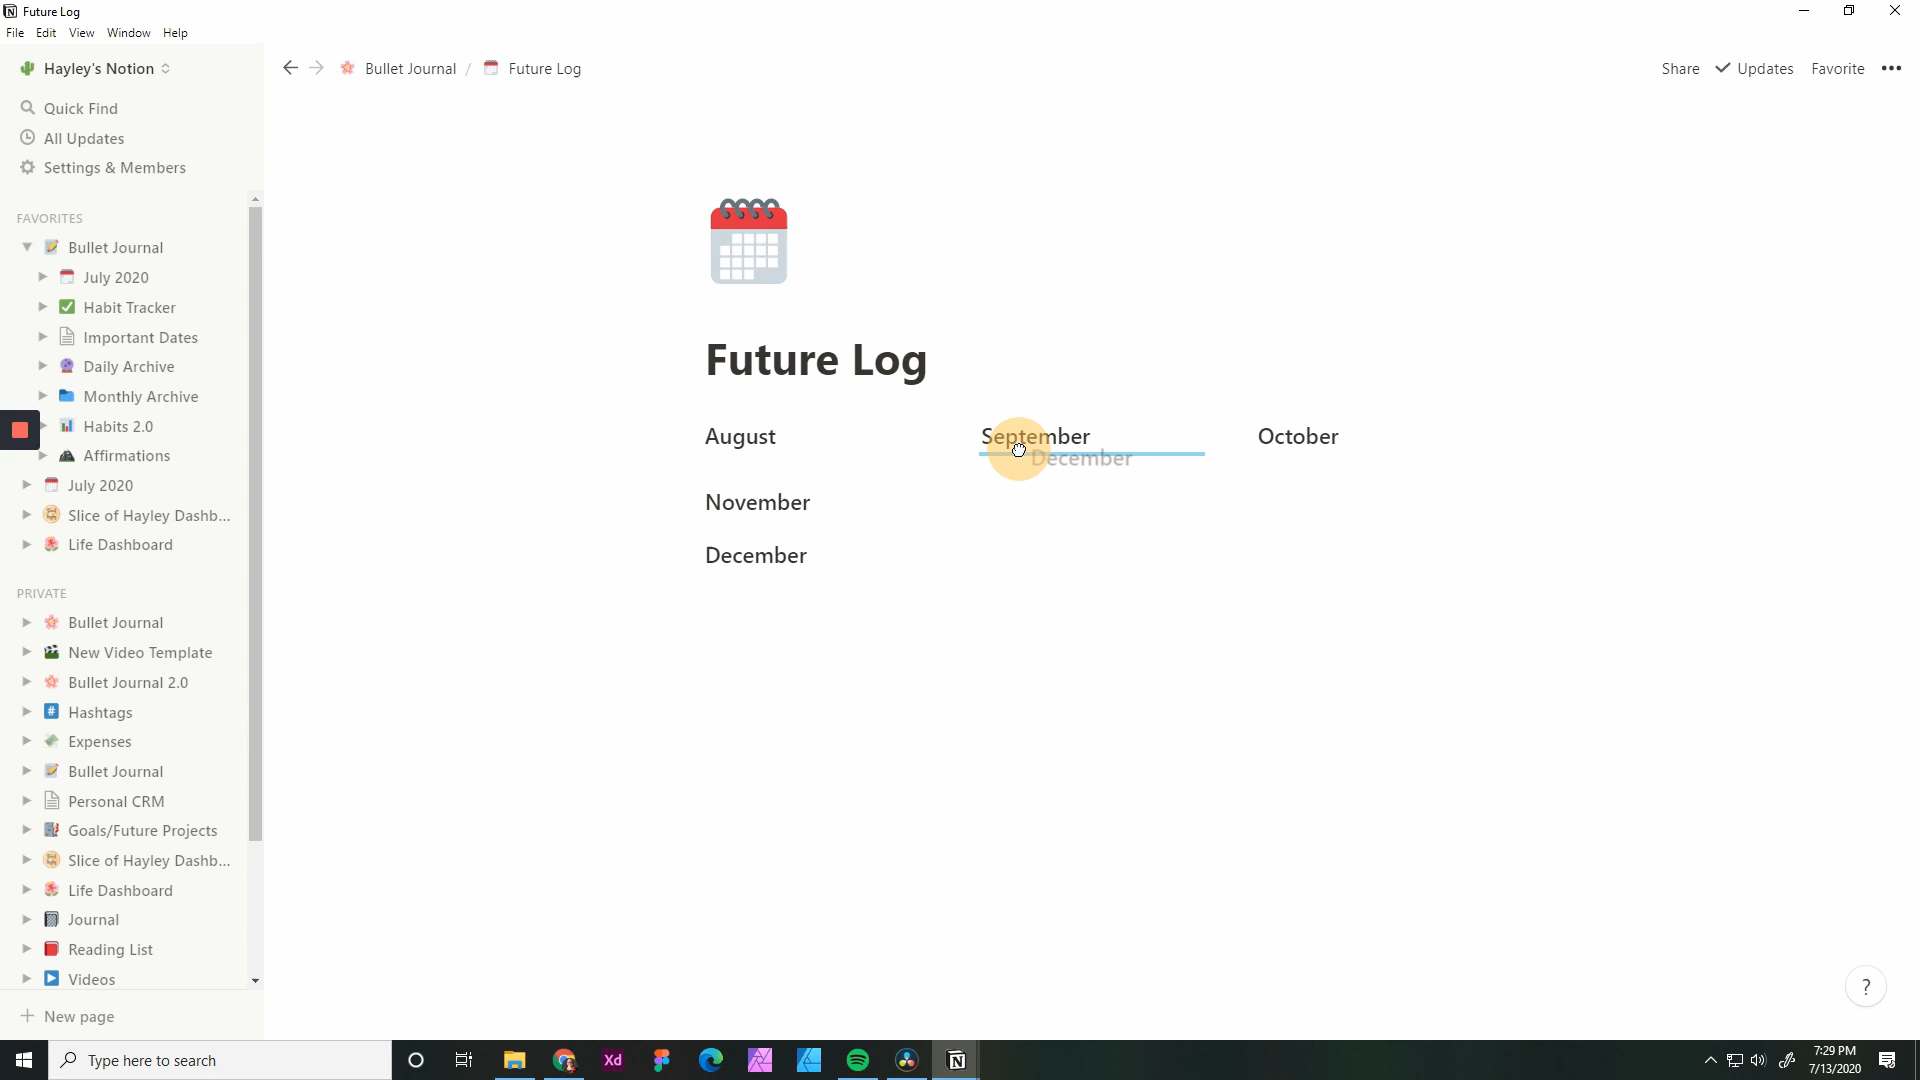 Future Log
File Edit View Window Help
Hayley's Notion
Bullet Journal / Future Log
Share Updates Favorite •••
Quick Find
All Updates
Settings & Members
FAVORITES
Bullet Journal
July 2020
Habit Tracker
Important Dates
Daily Archive
Monthly Archive
Habits 2.0
Affirmations
July 2020
Slice of Hayley Dashb...
Life Dashboard
PRIVATE
Bullet Journal
New Video Template
Bullet Journal 2.0
Hashtags
Expenses
Bullet Journal
Personal CRM
Goals/Future Projects
Slice of Hayley Dashb...
Life Dashboard
Journal
Reading List
Videos
+ New page
Future Log
August September October
December
November
December
?
Type here to search
Xd
7:29 PM
7/13/2020